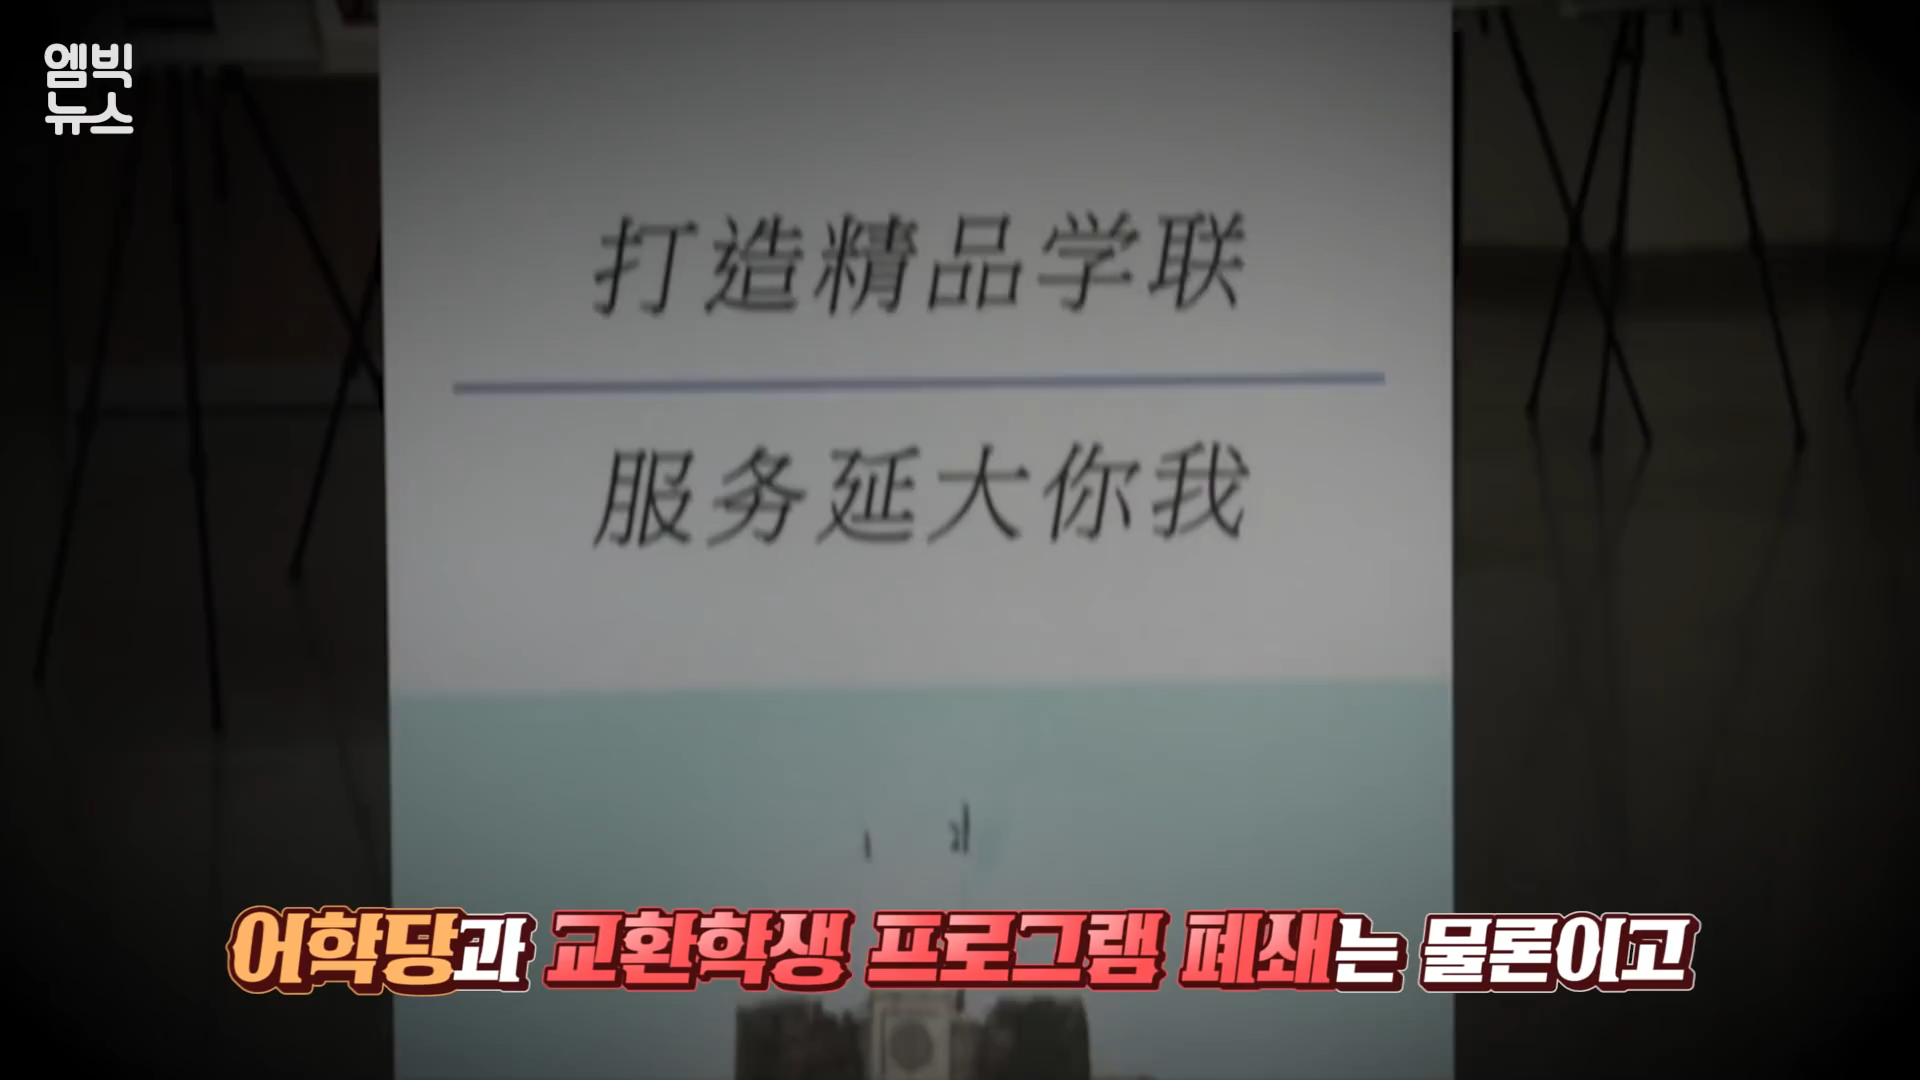 엠빅
뉴스
打造精品学联
服务延大你我
어학당과 교환학생 프로그램 폐쇄는 물론이고